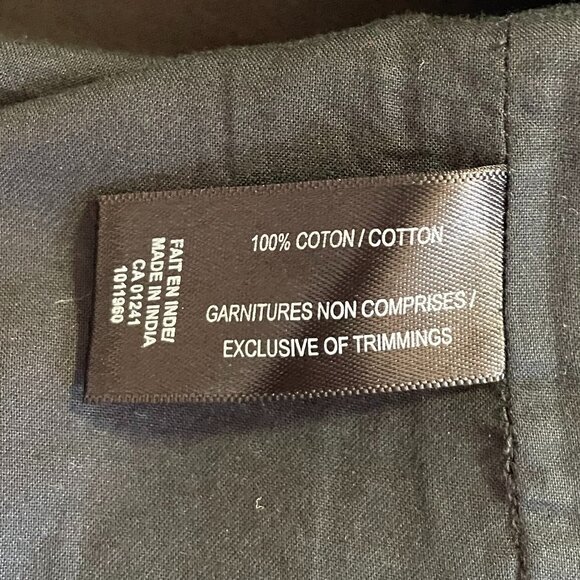 100% COTON / COTTON
GARNITURES NON COMPRISES /
EXCLUSIVE OF TRIMMINGS
FAIT EN INDE/
MADE IN INDIA
CA 01241
1011960